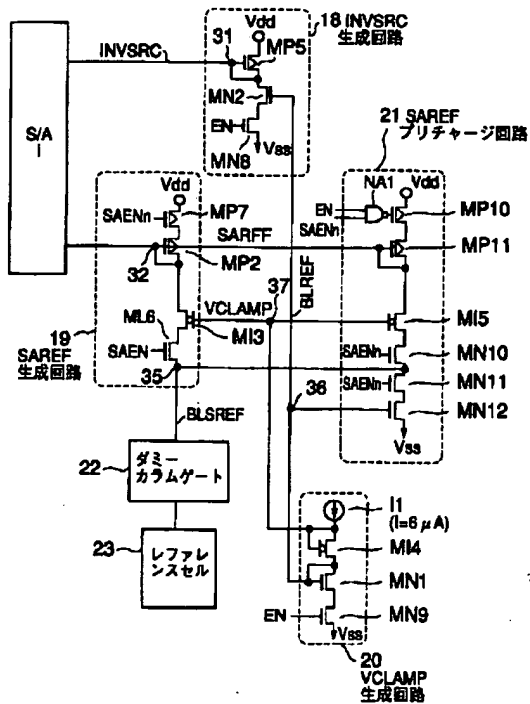 Vdd
18 INVSRC
生成回路
INVSRC
31
MP5
MN2
EN
MN8
Vss
S/A
21 SAREF
プリチャージ回路
NA1
Vdd
EN
SAENn
MP10
MP11
Vdd
MP7
SAENn
SARFF
32
MP2
37
BLREF
VCLAMP
ML6
MI3
MI5
19
SAREF
生成回路
SAEN
35
SAENn
MN10
SAENn
MN11
36
MN12
Vss
BLSREF
22
ダミー
カラムゲート
23
レファレ
ンスセル
I1
(I=6μA)
MI4
MN1
EN
MN9
Vss
20
VCLAMP
生成回路